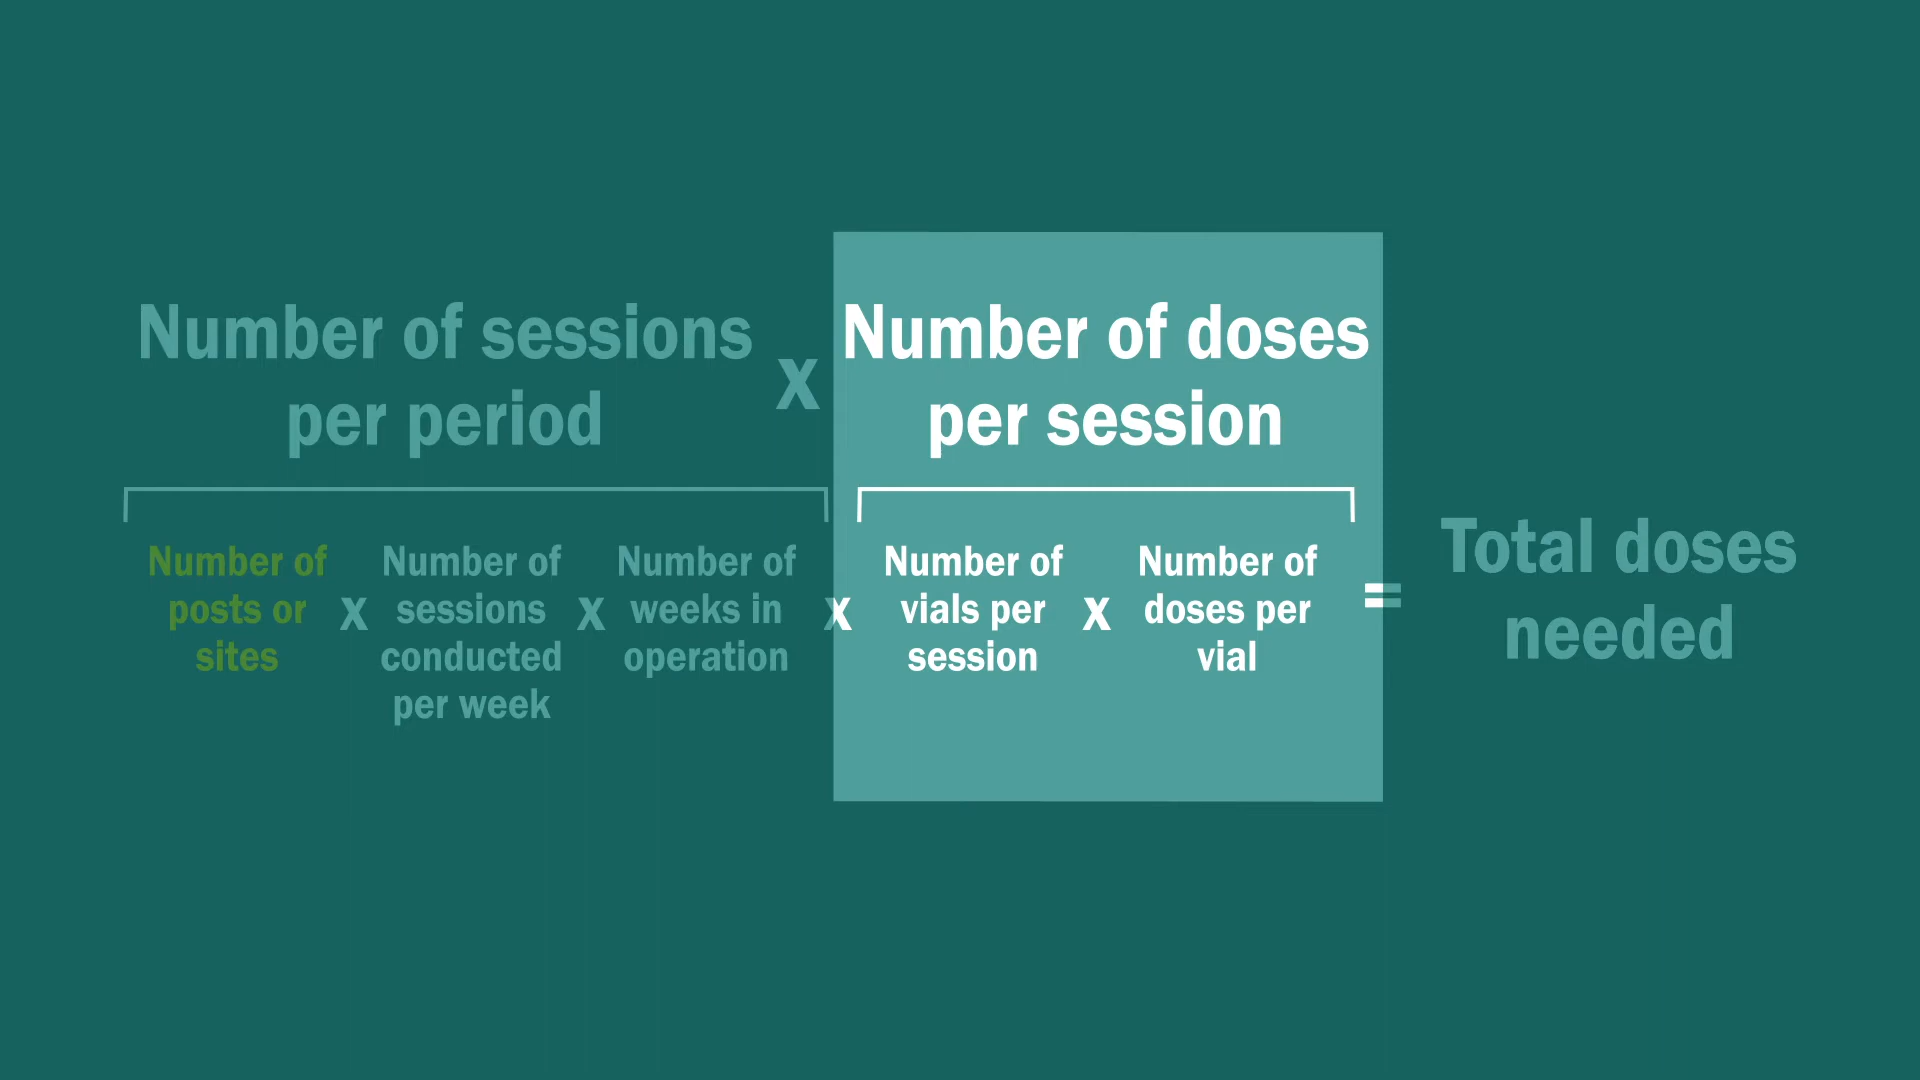 Number of sessions
per period
x
Number of doses
per session
Number of
posts or
sites
x
Number of
sessions
conducted
per week
x
Number of
weeks in
operation
x
Number of
vials per
session
x
Number of
doses per
vial
=
Total doses
needed